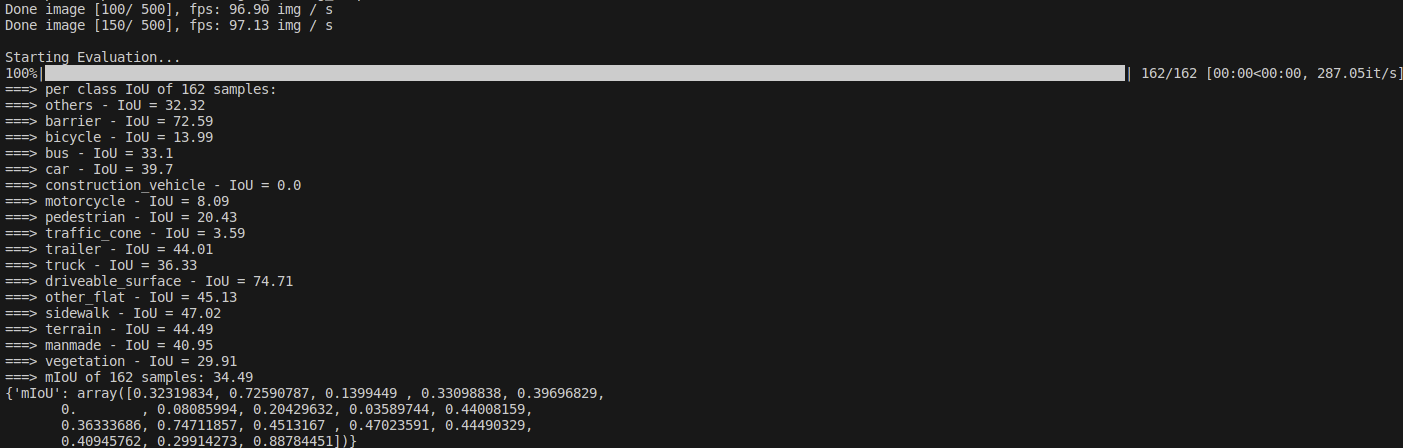 Done image [100/ 500], fps: 96.90 img / s
Done image [150/ 500], fps: 97.13 img / s
Starting Evaluation...
100%| | 162/162 [00:00<00:00, 287.05it/s]
===> per class IoU of 162 samples:
===> others - IoU = 32.32
===> barrier - IoU = 72.59
===> bicycle - IoU = 13.99
===> bus - IoU = 33.1
===> car - IoU = 39.7
===> construction_vehicle - IoU = 0.0
===> motorcycle - IoU = 8.09
===> pedestrian - IoU = 20.43
===> traffic_cone - IoU = 3.59
===> trailer - IoU = 44.01
===> truck - IoU = 36.33
===> driveable_surface - IoU = 74.71
===> other_flat - IoU = 45.13
===> sidewalk - IoU = 47.02
===> terrain - IoU = 44.49
===> manmade - IoU = 40.95
===> vegetation - IoU = 29.91
===> mIoU of 162 samples: 34.49
{'mIoU': array([0.32319834, 0.72590787, 0.1399449 , 0.33098838, 0.39696829,
       0.        , 0.08085994, 0.20429632, 0.03589744, 0.44008159,
       0.36333686, 0.74711857, 0.4513167 , 0.47023591, 0.44490329,
       0.40945762, 0.29914273, 0.88784451])}